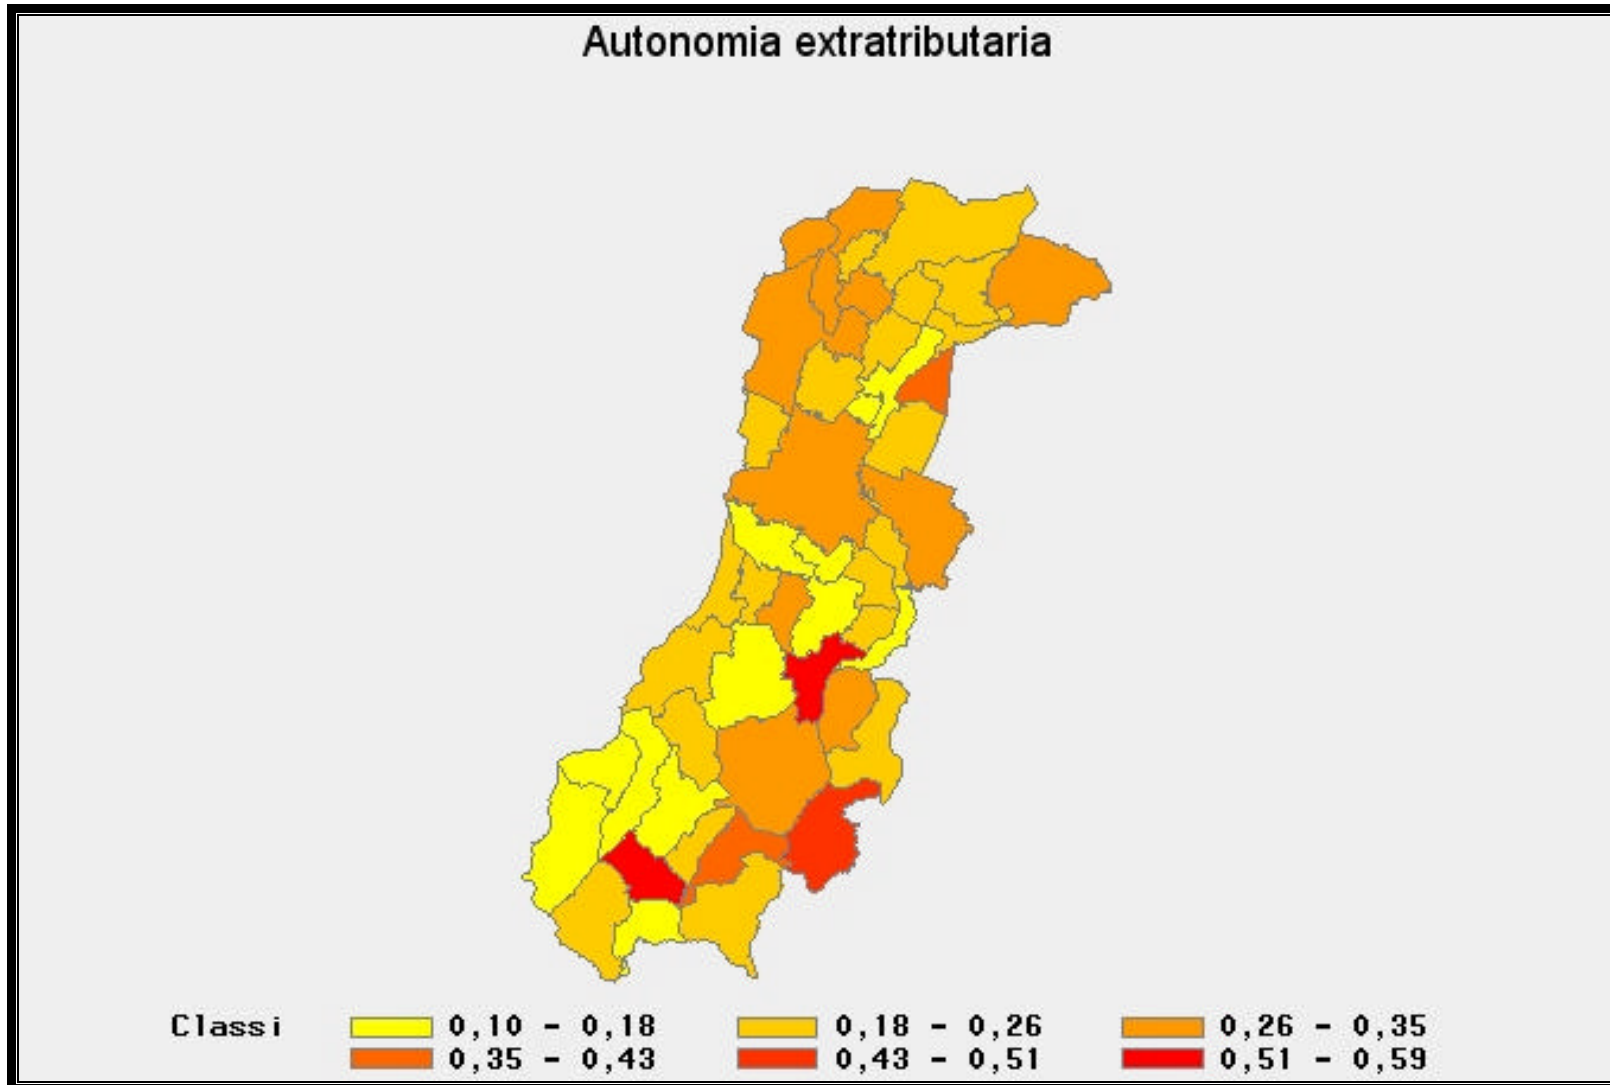 Autonomia extratributaria
Classi 0,10 - 0,18 0,18 - 0,26 0,26 - 0,35
0,35 - 0,43 0,43 - 0,51 0,51 - 0,59